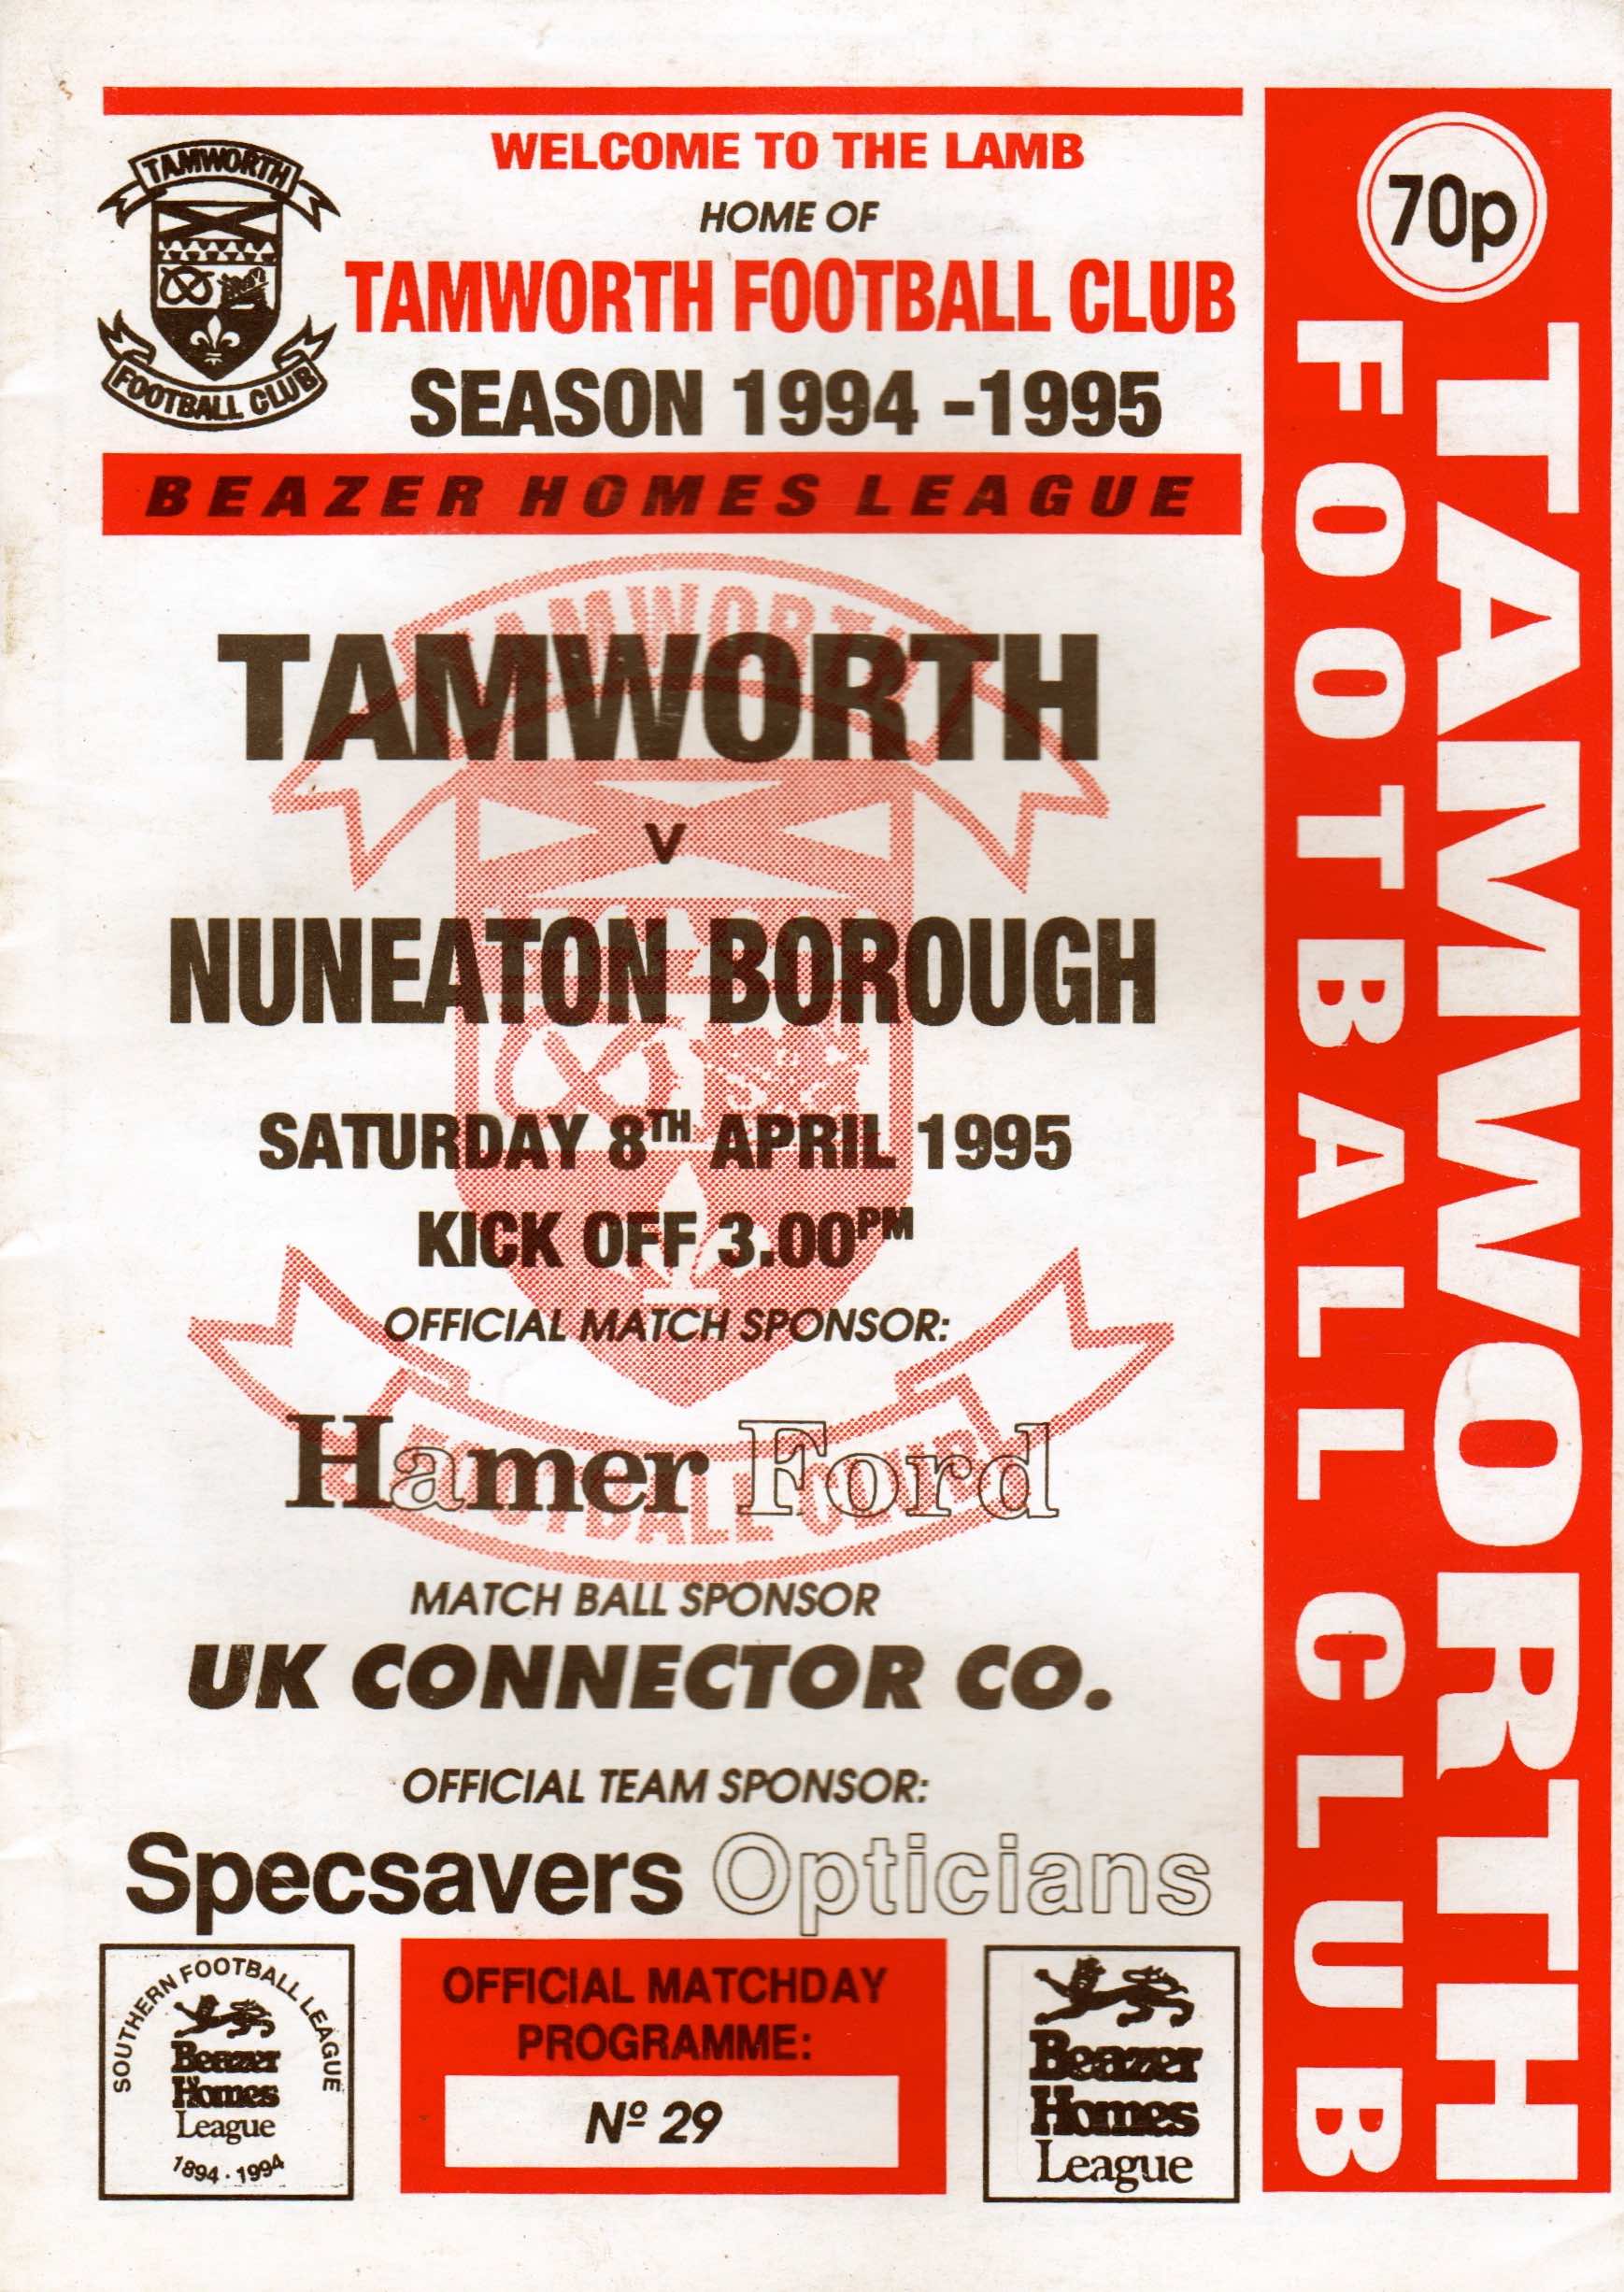 WELCOME TO THE LAMB
HOME OF
TAMWORTH FOOTBALL CLUB
SEASON 1994 -1995
TAMWORTH
FOOTBALL CLUB
BEAZER HOMES LEAGUE
70p
TAMWORTH
FOOTBALL CLUB
TAMWORTH
TAMWORTH
v
NUNEATON BOROUGH
SATURDAY 8TH APRIL 1995
KICK OFF 3.00PM
OFFICIAL MATCH SPONSOR:
Hamer Ford
FOOTBALL CLUB
MATCH BALL SPONSOR
UK CONNECTOR CO.
OFFICIAL TEAM SPONSOR:
Specsavers Opticians
SOUTHERN FOOTBALL LEAGUE
Beazer
Homes
League
1894 · 1994
OFFICIAL MATCHDAY
PROGRAMME:
Nº 29
Beazer
Homes
League